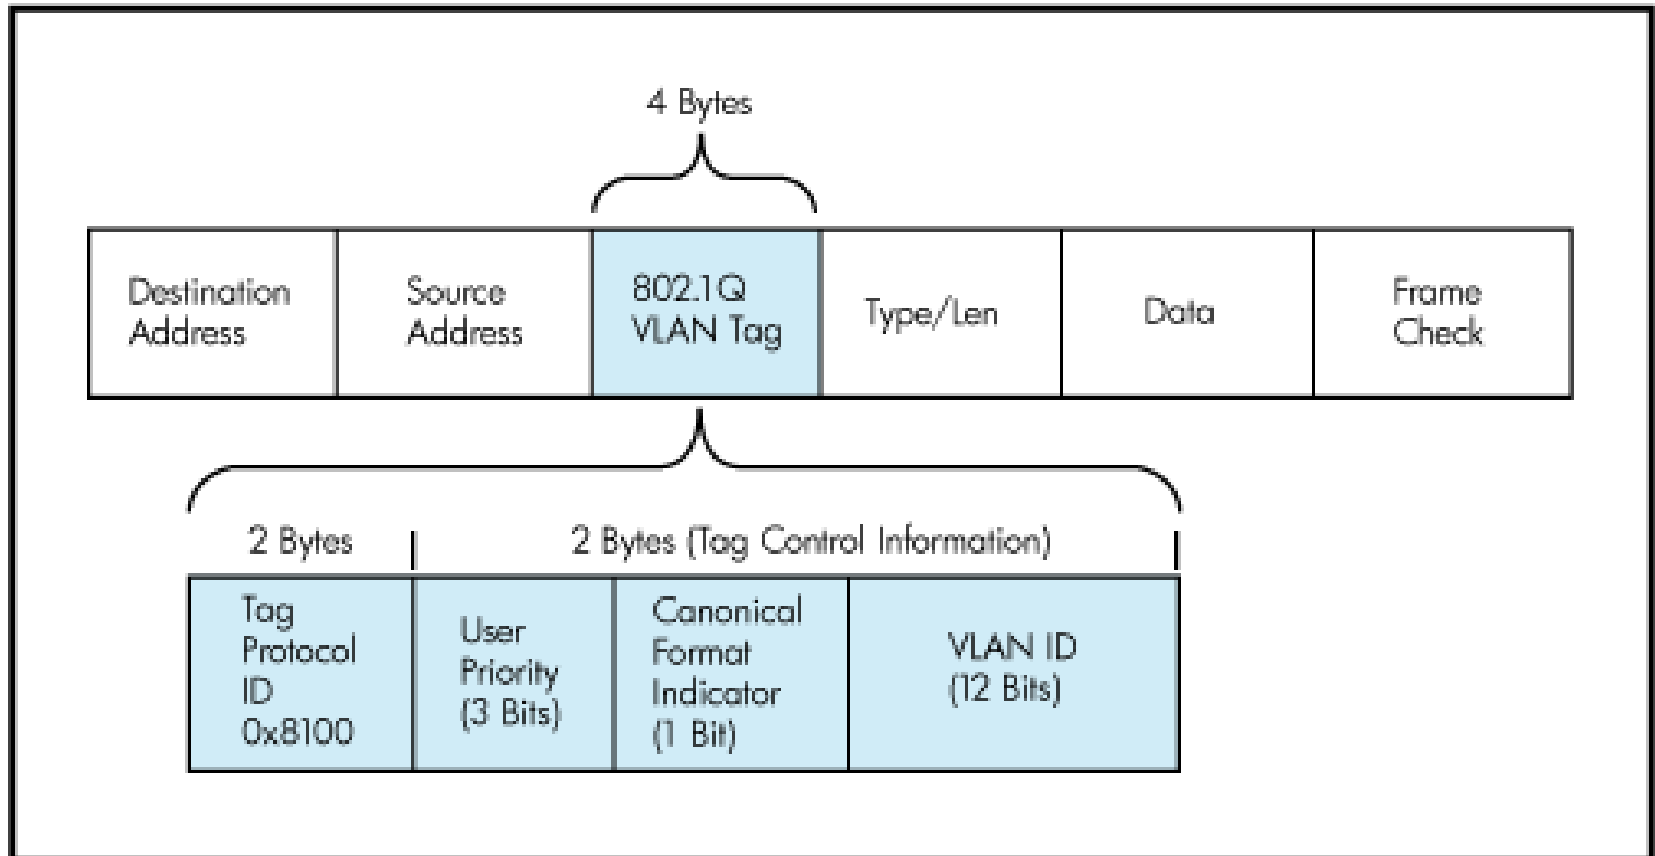 4 Bytes
Destination
Address
Source
Address
802.1Q
VLAN Tag
Type/Len
Data
Frame
Check
2 Bytes
2 Bytes (Tag Control Information)
Tag
Protocol
ID
0x8100
User
Priority
(3 Bits)
Canonical
Format
Indicator
(1 Bit)
VLAN ID
(12 Bits)